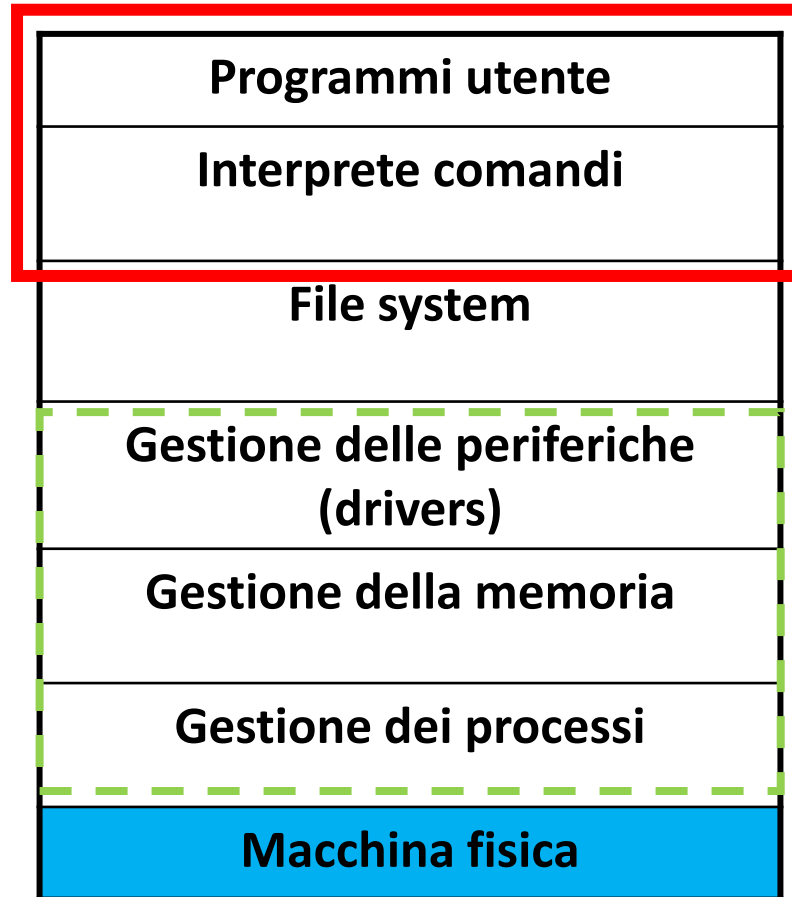 Programmi utente
Interprete comandi
File system
Gestione delle periferiche
(drivers)
Gestione della memoria
Gestione dei processi
Macchina fisica